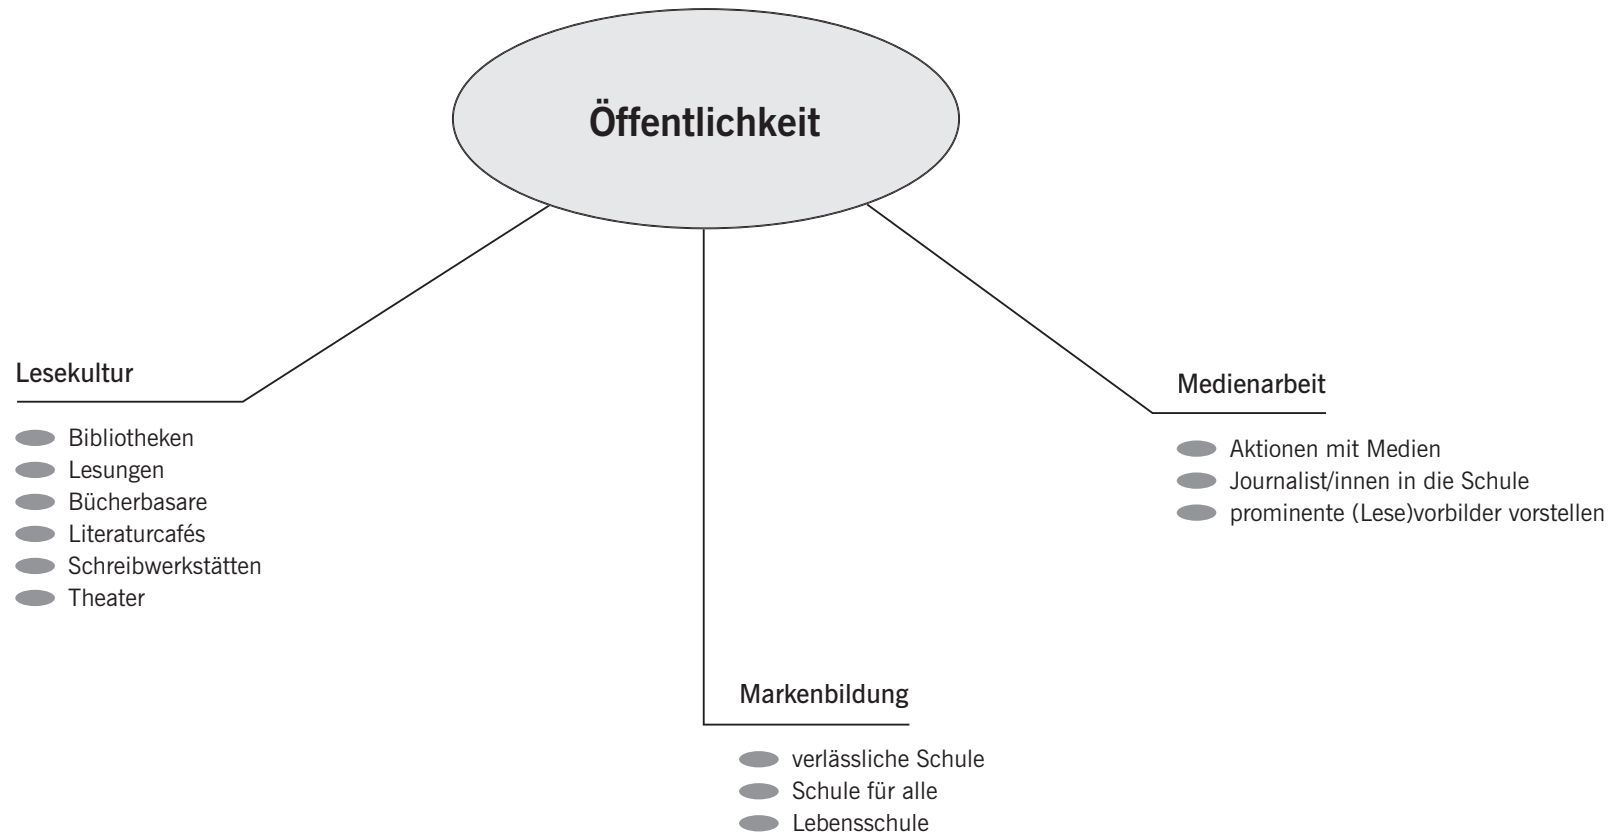 Öffentlichkeit
Lesekultur
Bibliotheken
Lesungen
Bücherbasare
Literaturcafés
Schreibwerkstätten
Theater
Markenbildung
verlässliche Schule
Schule für alle
Lebensschule
Medienarbeit
Aktionen mit Medien
Journalist/innen in die Schule
prominente (Lese)vorbilder vorstellen